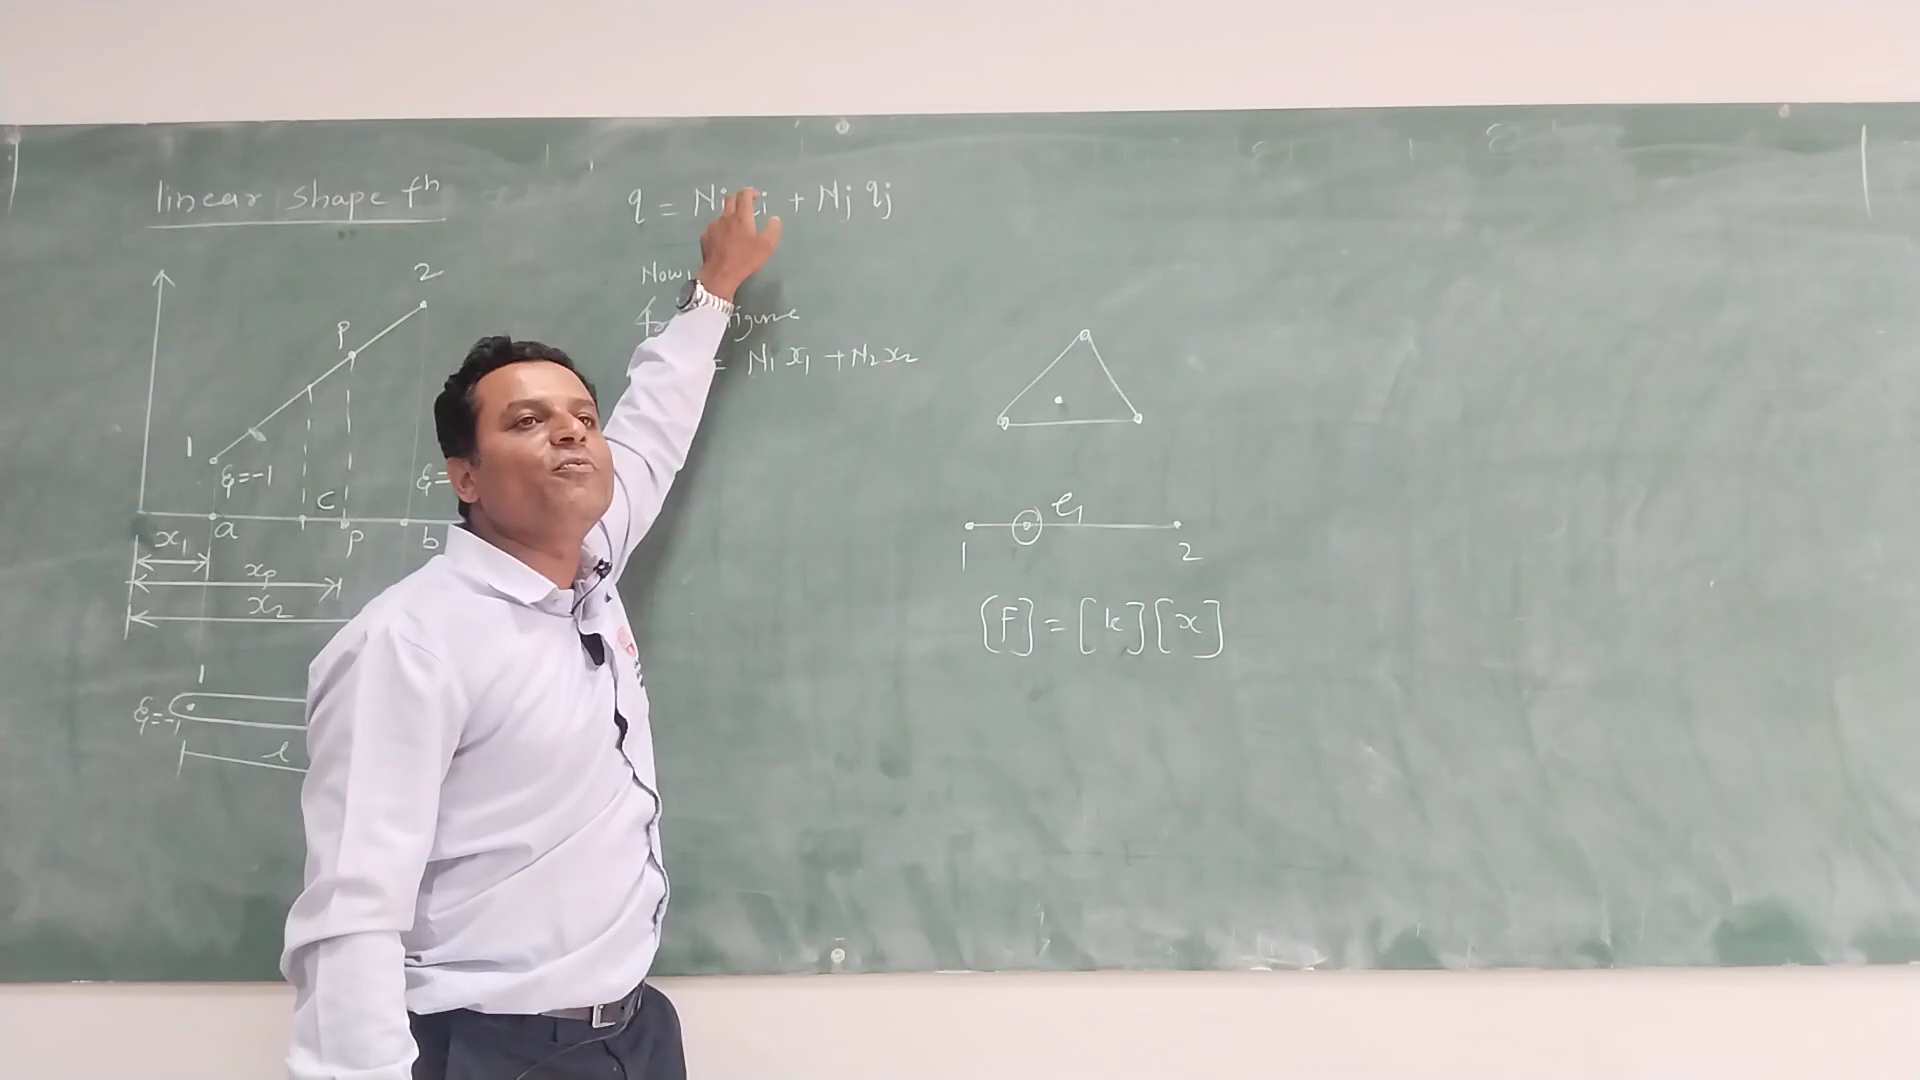 linear shape fn
q = Ni qi + Nj qj
Now,
figure
= N1 x1 + N2 x2
2
P
1
ξ=-1
ξ=
C
a
P
b
x1
xp
x2
1
ξ=-1
l
e1
1
2
[F] = [k] [x]